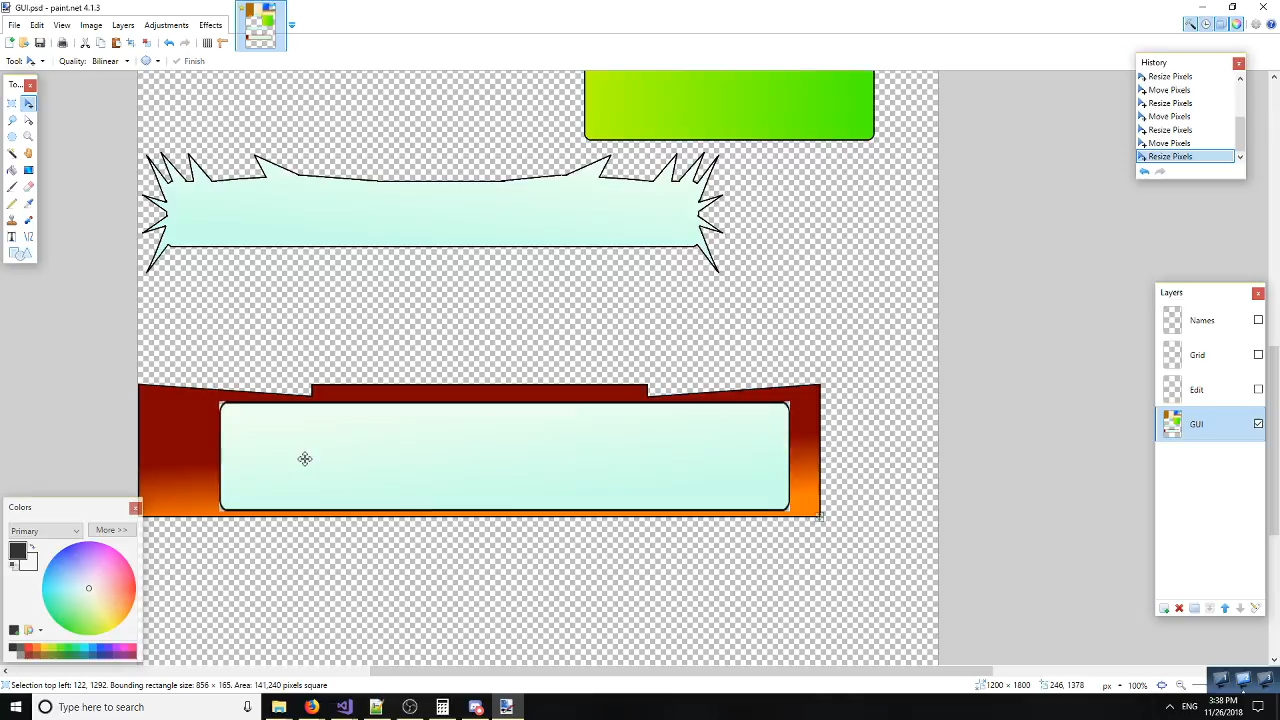 GUI.psd - paint.net 4.1.3
File Edit View Image Layers Adjustments Effects
Tool: Quality: Bilinear Finish
To...
History
Resize Pixels
Move Pixels
Resize Pixels
Move Pixels
Resize Pixels
Move Pixels
Resize Pixels
Layers
Names
Grid
Edit
GUI
Colors
Primary
More >>
Selection top left: 122, 1292. Bounding rectangle size: 856 × 165. Area: 141,240 pixels square
1200 × 1800
246, 1378
px
100%
Type here to search
3:38 PM
11/26/2018